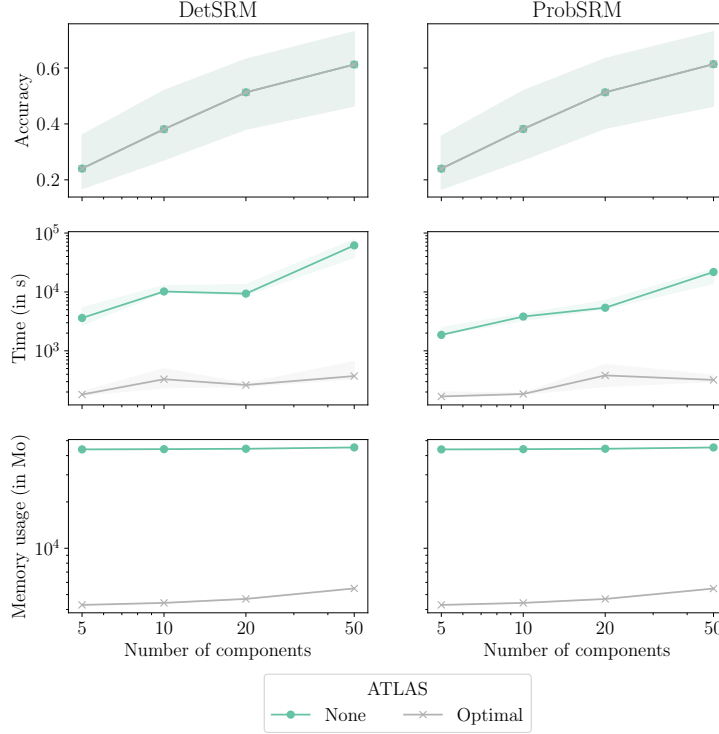 DetSRM
ProbSRM
Accuracy
0.6
0.4
0.2
Time (in s)
10^5
10^4
10^3
Memory usage (in Mo)
10^4
5 10 20 50
5 10 20 50
Number of components
Number of components
ATLAS
None
Optimal